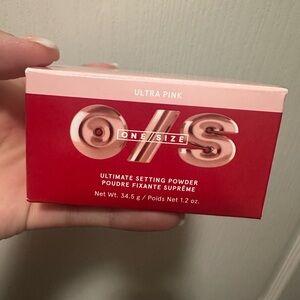 ULTRA PINK
O/S
ONE/SIZE
ULTIMATE SETTING POWDER
POUDRE FIXANTE SUPRÊME
Net Wt. 34.5 g / Poids Net 1.2 oz.